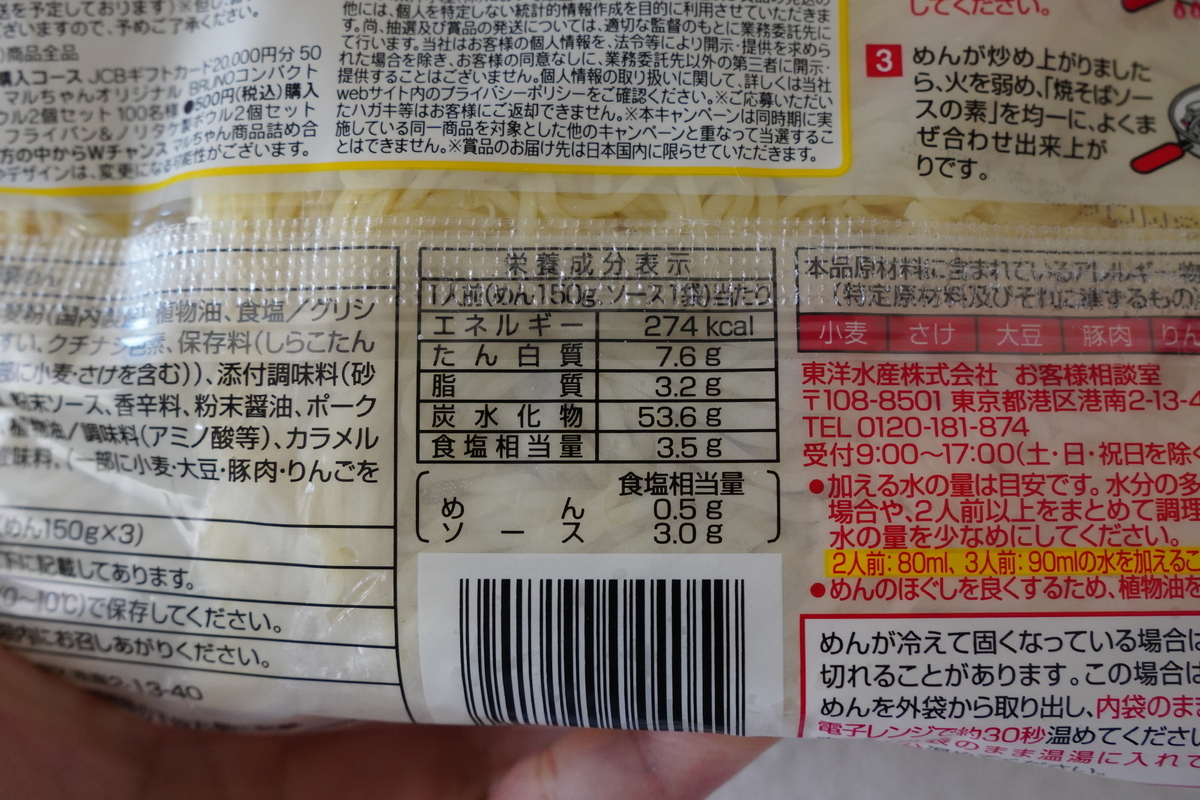 送を予定しております)※但し
ざいますので、予めご了承ください。
商品全品
購入コース JCBギフトカード20,000円分 50
マルちゃんオリジナル BRUNOコンパクト
ウル2個セット 100名様 ●500円(税込)購入
フライパン&ノリタケ製ボウル2個セット
マルちゃん商品詰め合
方の中からWチャンス
デザインは、変更になる可能性がございます。
他には、個人を特定しない統計的情報作成を目的に利用させていただきま
す。尚、抽選及び賞品の発送については、適切な監督のもとに業務委託先に
て行います。当社はお客様の個人情報を、法令等により開示・提供を求めら
れた場合を除き、お客様の同意なしに、業務委託先以外の第三者に開示・
提供することはございません。個人情報の取り扱いに関して、詳しくは当社
webサイト内のプライバシーポリシーをご確認ください。※ご応募いただい
たハガキ等はお客様にご返却できません。※本キャンペーンは同時期に実
施している同一商品を対象とした他のキャンペーンと重なって当選するこ
とはできません。※賞品のお届け先は日本国内に限らせていただきます。
してください。
3 めんが炒め上がりました
ら、火を弱め、「焼そばソー
スの素」を均一に、よくま
ぜ合わせ出来上が
りです。
植物油、食塩/グリシ
クチナシ色素、保存料(しらこたん
部に小麦・さけを含む))、添付調味料(砂
粉末ソース、香辛料、粉末醤油、ポーク
植物油/調味料(アミノ酸等)、カラメル
味料、(一部に小麦・大豆・豚肉・りんごを
(めん150g×3)
下に記載してあります。
0〜10℃)で保存してください。
にお召しあがりください。
2-13-40
栄養成分表示
1人前(めん150g、ソース1袋)当たり
エネルギー 274 kcal
たん白質 7.6 g
脂質 3.2 g
炭水化物 53.6 g
食塩相当量 3.5 g
食塩相当量
めん 0.5 g
ソース 3.0 g
本品原材料に含まれているアレルギー物
(特定原材料及びそれに準するもの
小麦 さけ 大豆 豚肉 りん
東洋水産株式会社 お客様相談室
〒108-8501 東京都港区港南2-13-4
TEL 0120-181-874
受付9:00〜17:00(土・日・祝日を除く
●加える水の量は目安です。水分の多
場合や、2人前以上をまとめて調理
水の量を少なめにしてください。
2人前:80ml、3人前:90mlの水を加えるこ
●めんのほぐしを良くするため、植物油を
めんが冷えて固くなっている場合は
切れることがあります。この場合は
めんを外袋から取り出し、内袋のまま
電子レンジで約30秒温めてください
袋のまま温湯に入れて